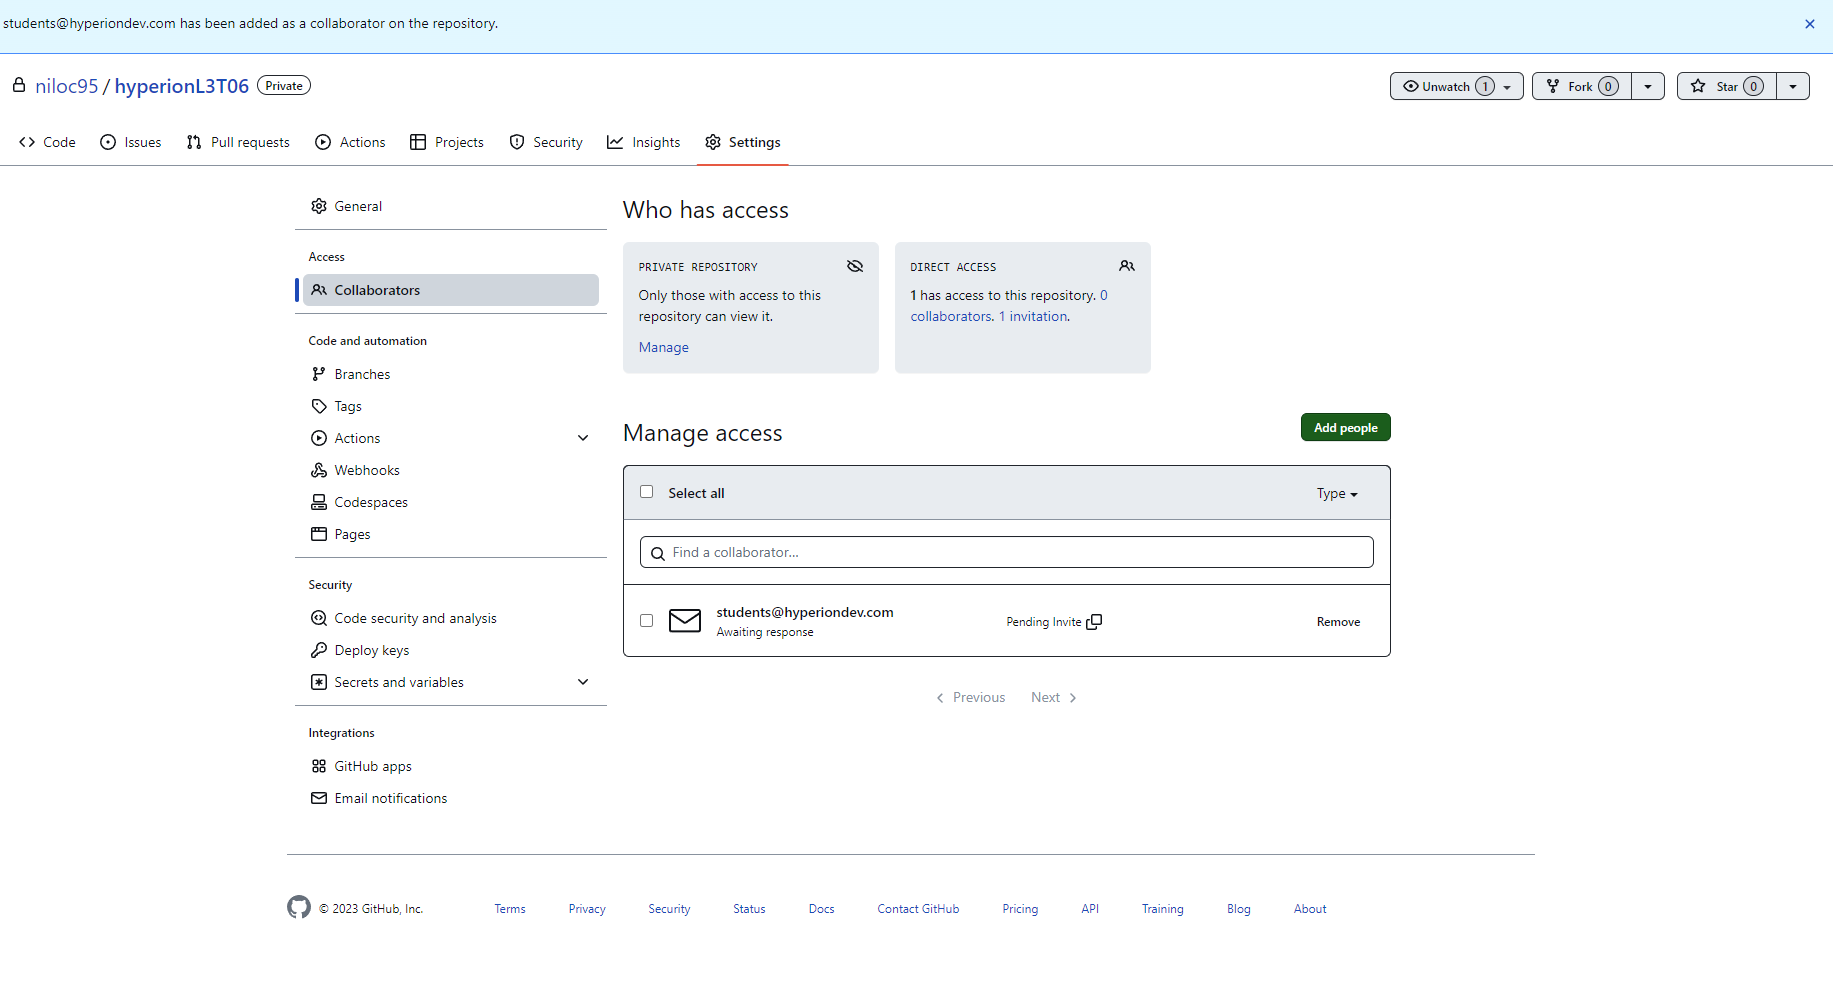 students@hyperiondev.com has been added as a collaborator on the repository.
niloc95 / hyperionL3T06 Private
Unwatch 1
Fork 0
Star 0
Code
Issues
Pull requests
Actions
Projects
Security
Insights
Settings
General
Access
Collaborators
Code and automation
Branches
Tags
Actions
Webhooks
Codespaces
Pages
Security
Code security and analysis
Deploy keys
Secrets and variables
Integrations
GitHub apps
Email notifications
Who has access
PRIVATE REPOSITORY
Only those with access to this
repository can view it.
Manage
DIRECT ACCESS
1 has access to this repository. 0
collaborators. 1 invitation.
Manage access
Add people
Select all
Type
Find a collaborator...
students@hyperiondev.com
Awaiting response
Pending Invite
Remove
Previous
Next
© 2023 GitHub, Inc.
Terms
Privacy
Security
Status
Docs
Contact GitHub
Pricing
API
Training
Blog
About